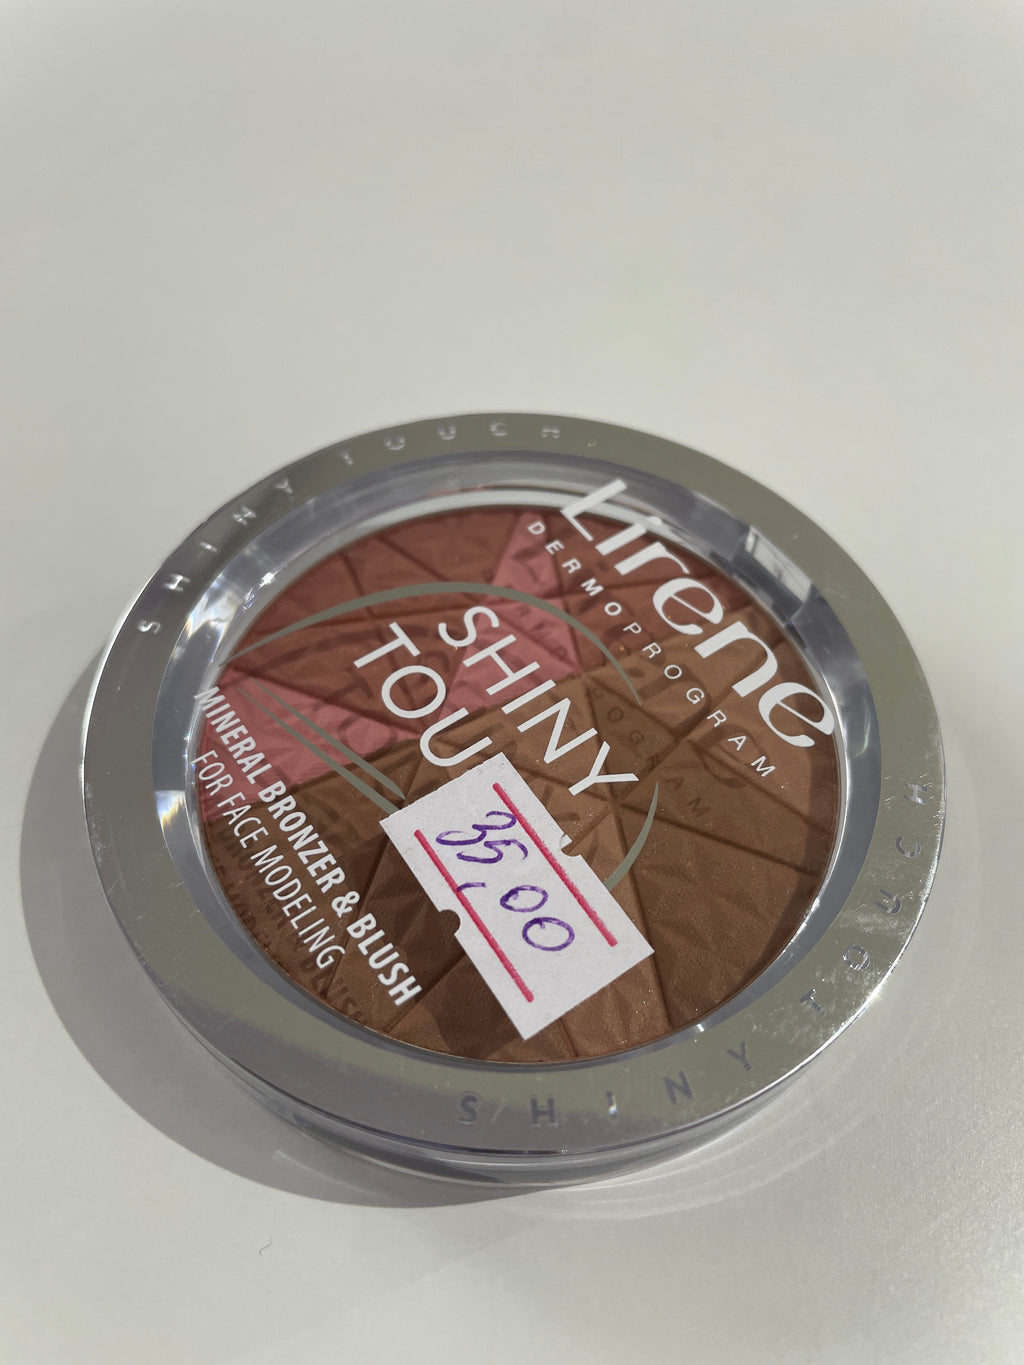 Lirene
DERMOPROGRAM
SHINY
TOU
MINERAL BRONZER & BLUSH
FOR FACE MODELING
35,00
SHINY TOUCH
SHINY TOUCH